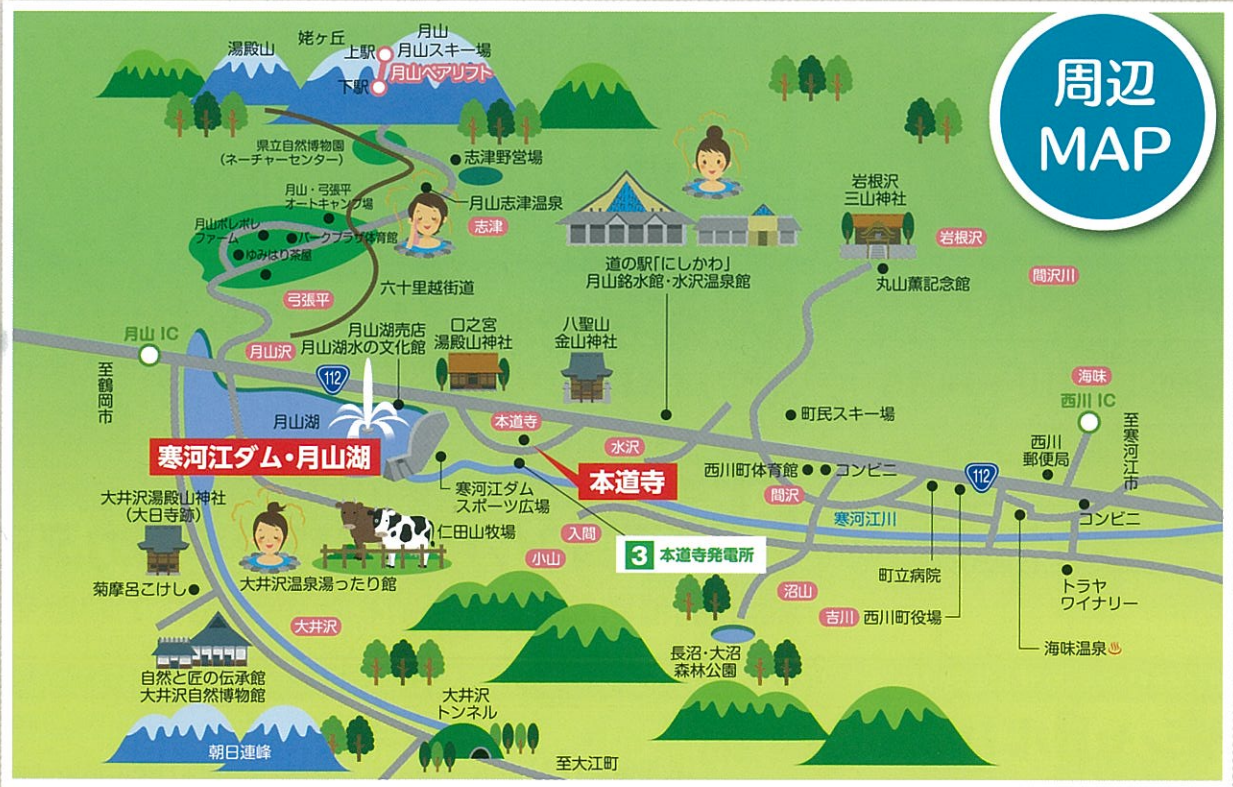 周辺
MAP
湯殿山
姥ヶ丘
月山
月山スキー場
上駅
月山ペアリフト
下駅
県立自然博物園
(ネーチャーセンター)
志津野営場
月山志津温泉
志津
月山・弓張平
オートキャンプ場
月山ポレポレ
ファーム
パークプラザ体育館
ゆみはり茶屋
弓張平
六十里越街道
道の駅「にしかわ」
月山銘水館・水沢温泉館
岩根沢
三山神社
岩根沢
間沢川
丸山薫記念館
月山 IC
至鶴岡市
月山沢
月山湖売店
月山湖水の文化館
口之宮
湯殿山神社
八聖山
金山神社
112
月山湖
寒河江ダム・月山湖
本道寺
水沢
本道寺
町民スキー場
海味
西川 IC
至寒河江市
西川
郵便局
112
西川町体育館
コンビニ
間沢
寒河江川
コンビニ
寒河江ダム
スポーツ広場
大井沢湯殿山神社
(大日寺跡)
仁田山牧場
入間
小山
3 本道寺発電所
町立病院
菊摩呂こけし
大井沢温泉湯ったり館
大井沢
沼山
吉川
西川町役場
トラヤ
ワイナリー
海味温泉
長沼・大沼
森林公園
自然と匠の伝承館
大井沢自然博物館
大井沢
トンネル
朝日連峰
至大江町